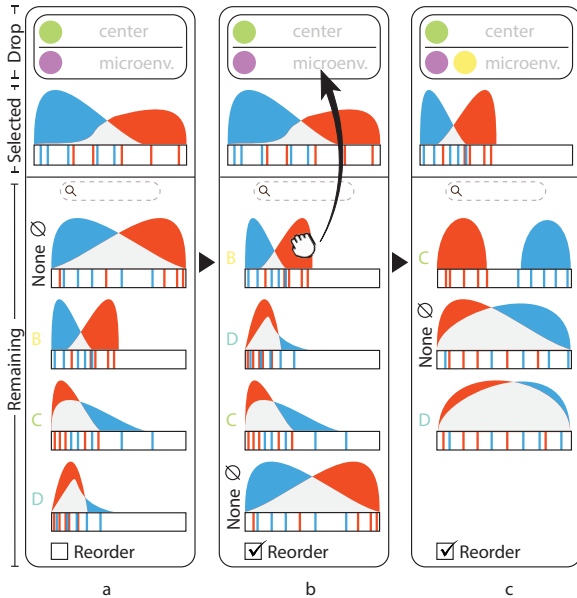 Drop
Selected
Remaining
center
microenv.
None ∅
B
C
D
Reorder
a
center
microenv.
B
D
C
None ∅
Reorder
b
center
microenv.
C
None ∅
D
Reorder
c